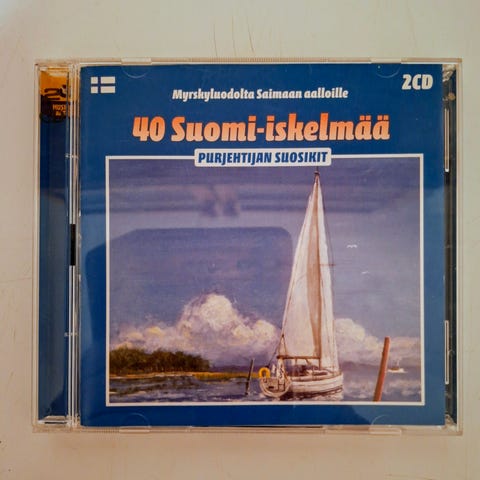 Myrskyluodolta Saimaan aalloille
2CD
40 Suomi-iskelmää
PURJEHTIJAN SUOSIKIT